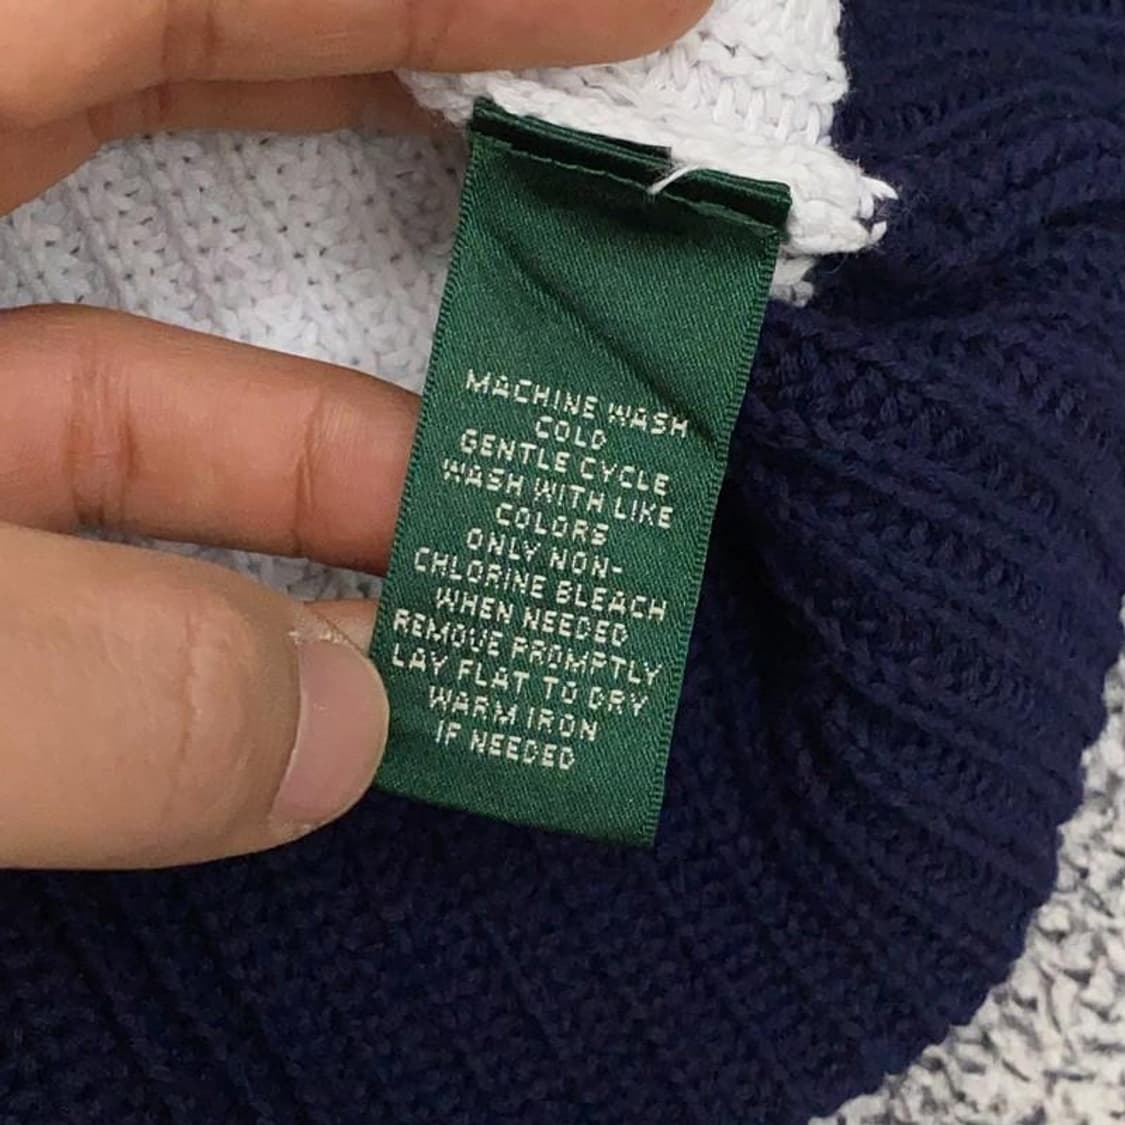 MACHINE WASH
COLD
GENTLE CYCLE
WASH WITH LIKE
COLORS
ONLY NON-
CHLORINE BLEACH
WHEN NEEDED
REMOVE PROMPTLY
LAY FLAT TO DRY
WARM IRON
IF NEEDED